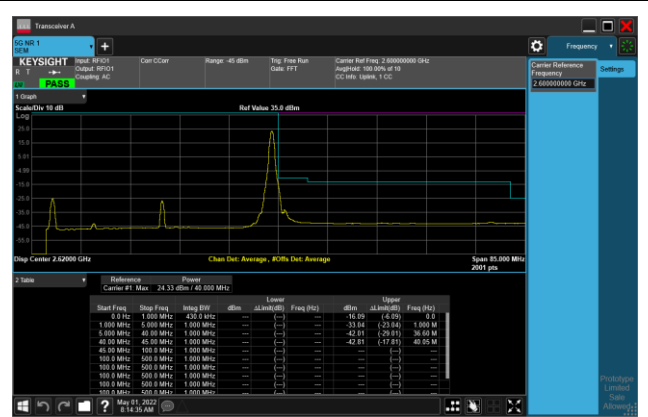 Transceiver A
5G NR 1
SEM
+
Frequency
KEYSIGHT
R T
PASS
Input: RFIO1
Output: RFIO1
Coupling: AC
Corr CCorr
Range: -45 dBm
Trig: Free Run
Gate: FFT
Carrier Ref Freq: 2.600000000 GHz
Avg|Hold: 100.00% of 10
CC Info: Uplink, 1 CC
Carrier Reference
Frequency
2.600000000 GHz
Settings
1 Graph
Scale/Div 10 dB
Ref Value 35.0 dBm
Log
25.0
15.0
5.01
-4.99
-15.0
-25.0
-35.0
-45.0
-55.0
Disp Center 2.62000 GHz
Chan Det: Average , #Offs Det: Average
Span 85.000 MHz
2001 pts
2 Table
Reference Power
Carrier #1 Max 24.33 dBm / 40.000 MHz
Lower Upper
Start Freq Stop Freq Integ BW dBm ΔLimit(dB) Freq (Hz) dBm ΔLimit(dB) Freq (Hz)
0.0 Hz 1.000 MHz 430.0 kHz --- (---) --- -16.09 (-6.09) 0.0
1.000 MHz 5.000 MHz 1.000 MHz --- (---) --- -33.04 (-23.04) 1.000 M
5.000 MHz 40.00 MHz 1.000 MHz --- (---) --- -42.01 (-29.01) 36.60 M
40.00 MHz 45.00 MHz 1.000 MHz --- (---) --- -42.81 (-17.81) 40.05 M
45.00 MHz 100.0 MHz 1.000 MHz --- (---) --- --- (---) ---
100.0 MHz 500.0 MHz 1.000 MHz --- (---) --- --- (---) ---
100.0 MHz 500.0 MHz 1.000 MHz --- (---) --- --- (---) ---
100.0 MHz 500.0 MHz 1.000 MHz --- (---) --- --- (---) ---
100.0 MHz 500.0 MHz 1.000 MHz --- (---) --- --- (---) ---
Prototype
Limited
Sale
Allowed
?
May 01, 2022
8:14:35 AM